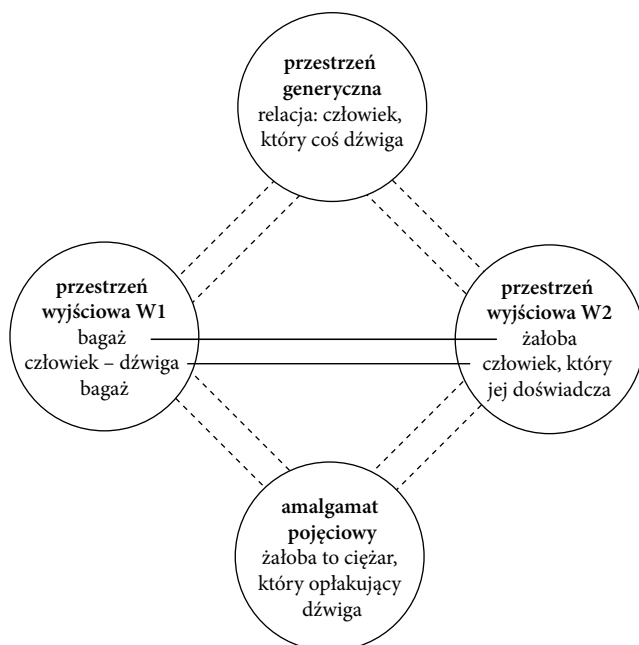 przestrzeń
generyczna
relacja: człowiek,
który coś dźwiga
przestrzeń
wyjściowa W1
bagaż
człowiek – dźwiga
bagaż
przestrzeń
wyjściowa W2
żałoba
człowiek, który
jej doświadcza
amalgamat
pojęciowy
żałoba to ciężar,
który opłakujący
dźwiga